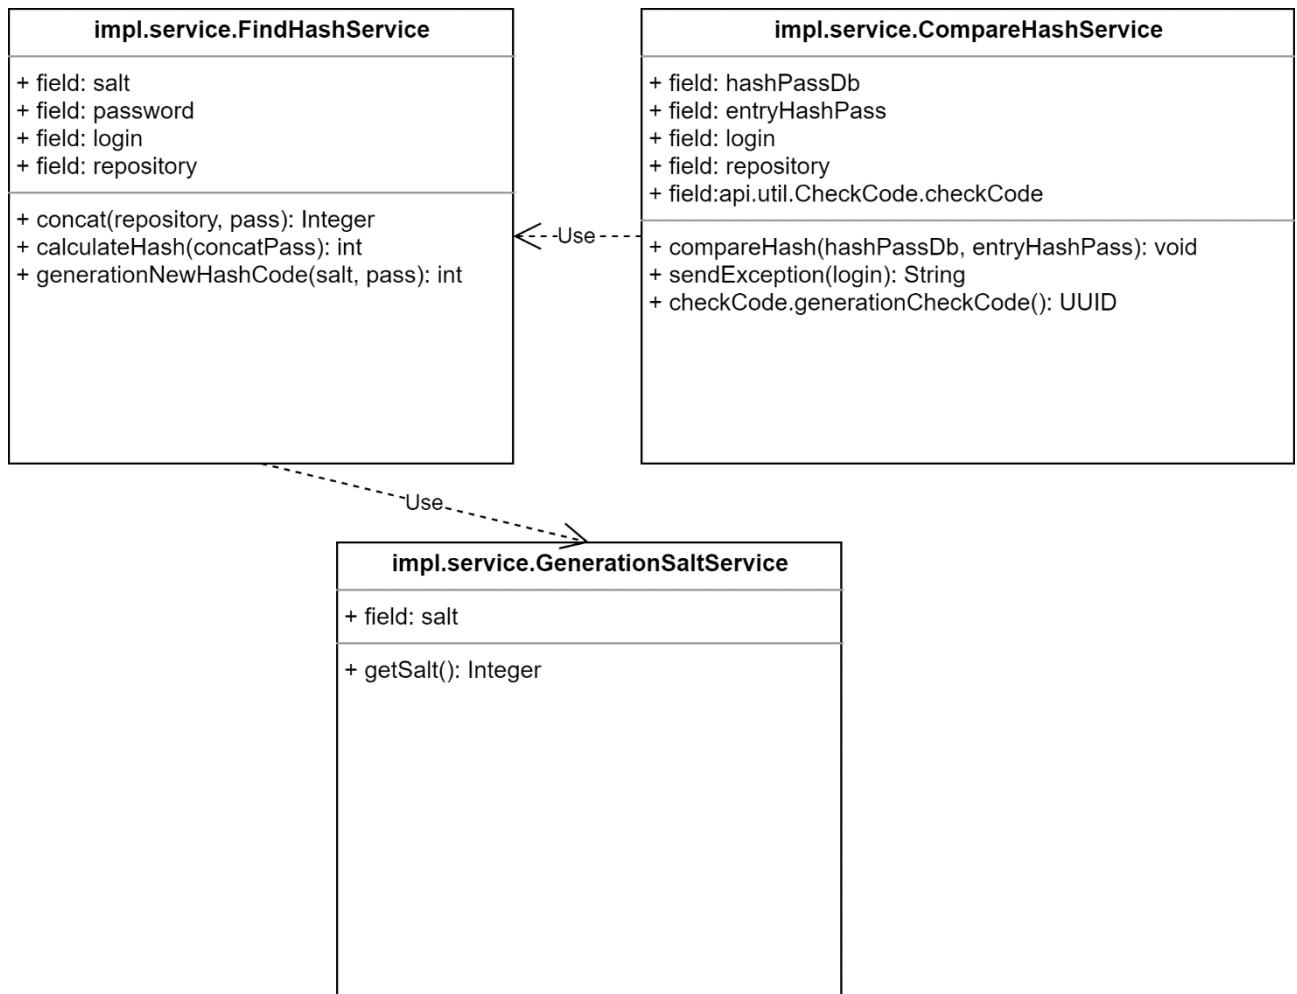 impl.service.FindHashService
+ field: salt
+ field: password
+ field: login
+ field: repository
+ concat(repository, pass): Integer
+ calculateHash(concatPass): int
+ generationNewHashCode(salt, pass): int
Use
impl.service.CompareHashService
+ field: hashPassDb
+ field: entryHashPass
+ field: login
+ field: repository
+ field:api.util.CheckCode.checkCode
+ compareHash(hashPassDb, entryHashPass): void
+ sendException(login): String
+ checkCode.generationCheckCode(): UUID
Use
impl.service.GenerationSaltService
+ field: salt
+ getSalt(): Integer